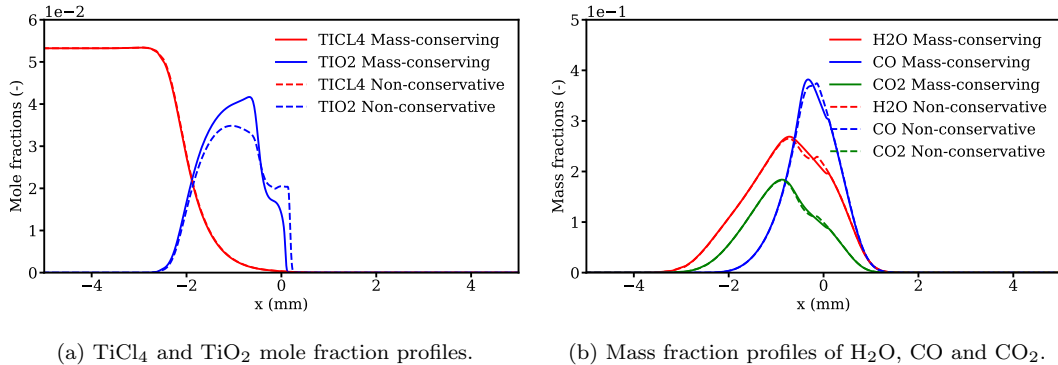 6 1e−2
5
4
3
2
1
0
Mole fractions (-)
−4 −2 0 2 4
x (mm)
TICL4 Mass-conserving
TIO2 Mass-conserving
TICL4 Non-conservative
TIO2 Non-conservative
(a) TiCl₄ and TiO₂ mole fraction profiles.
5 1e−1
4
3
2
1
0
Mass fractions (-)
−4 −2 0 2 4
x (mm)
H2O Mass-conserving
CO Mass-conserving
CO2 Mass-conserving
H2O Non-conservative
CO Non-conservative
CO2 Non-conservative
(b) Mass fraction profiles of H₂O, CO and CO₂.